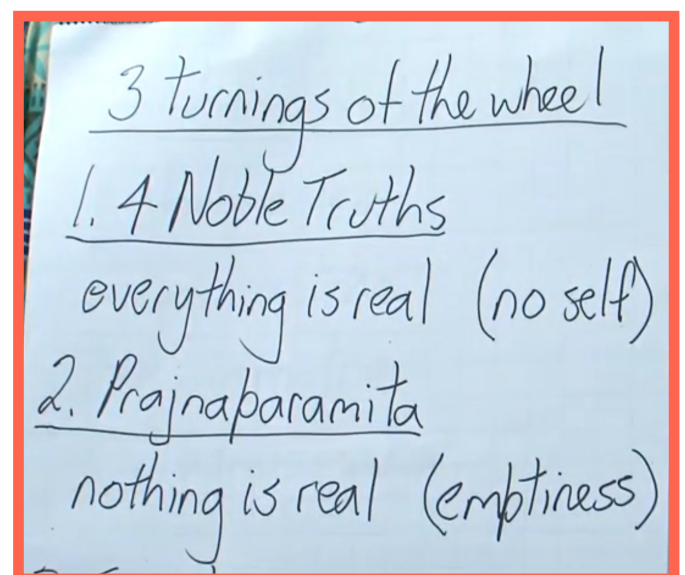 3 turnings of the wheel
1. 4 Noble Truths
everything is real (no self)
2. Prajnaparamita
nothing is real (emptiness)